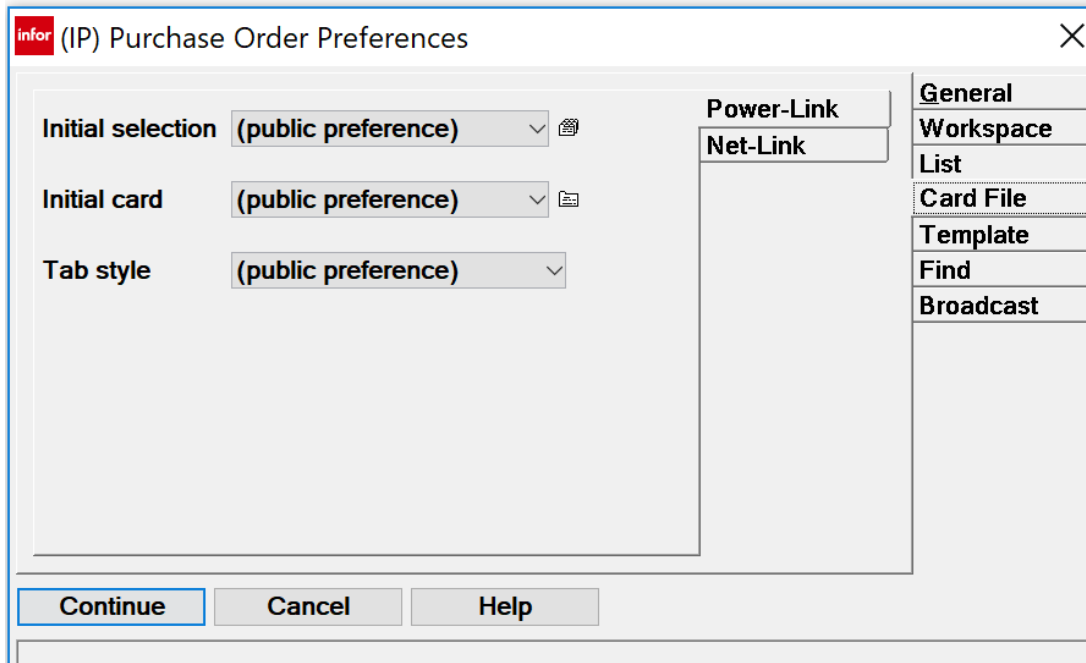 infor (IP) Purchase Order Preferences
Initial selection (public preference)
Initial card (public preference)
Tab style (public preference)
Power-Link
Net-Link
General
Workspace
List
Card File
Template
Find
Broadcast
Continue Cancel Help